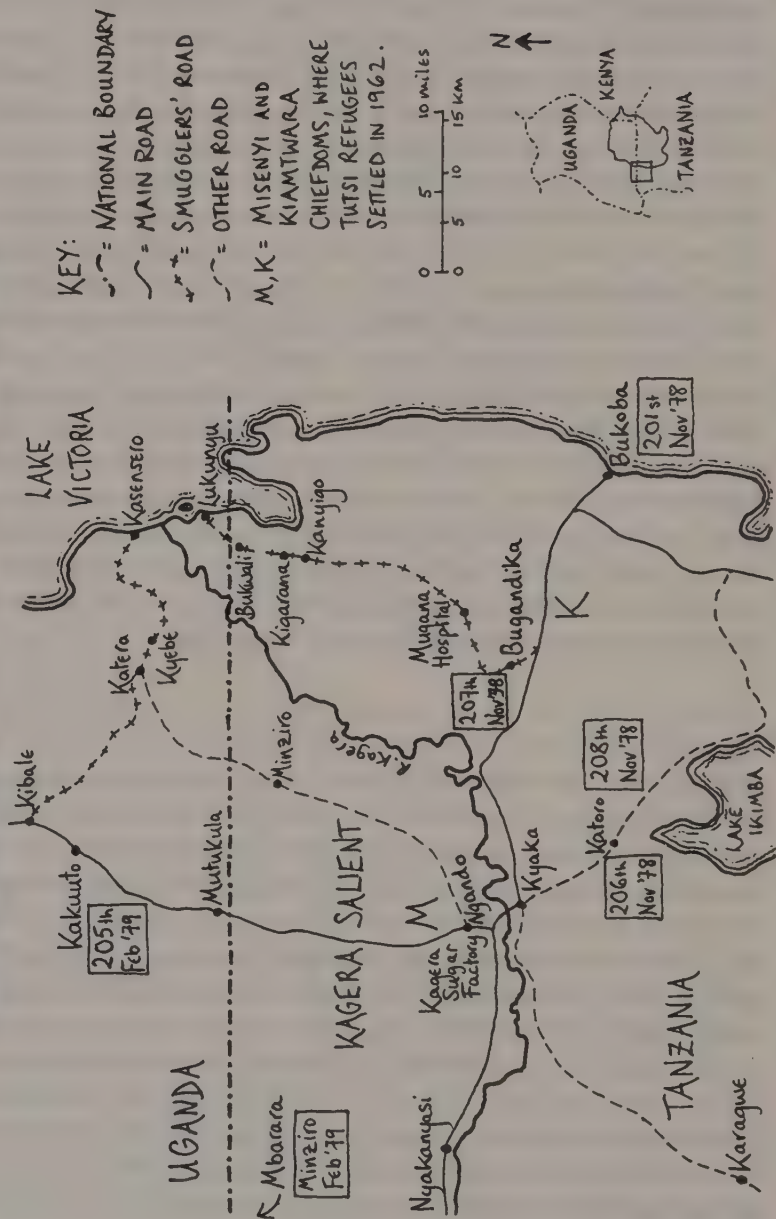 KEY:
= NATIONAL BOUNDARY
= MAIN ROAD
= SMUGGLERS' ROAD
= OTHER ROAD
M, K = MISENYI AND
KIAMTWARA
CHIEFDOMS, WHERE
TUTSI REFUGEES
SETTLED IN 1962.
0 5 10 miles
0 5 10 15 km
N
UGANDA
KENYA
TANZANIA
LAKE
VICTORIA
Kasensero
Lukunyu
Kibale
Katera
Kyebe
Kakuuto
205th
Feb '79
Mutukula
UGANDA
Mbarara
Minziro
Feb '79
Bukwali
Kigarana
Kanyigo
Minziro
R. Kagera
KAGERA SALIENT
M
Mugana
Hospital
Bugandika
207th
Nov '78
K
Bukoba
201st
Nov '78
Kagera
Sugar
Factory
Ngando
Kyaka
Nyakanyasi
Katoro
208th
Nov '78
206th
Nov '78
LAKE
IKIMBA
TANZANIA
Karagwe